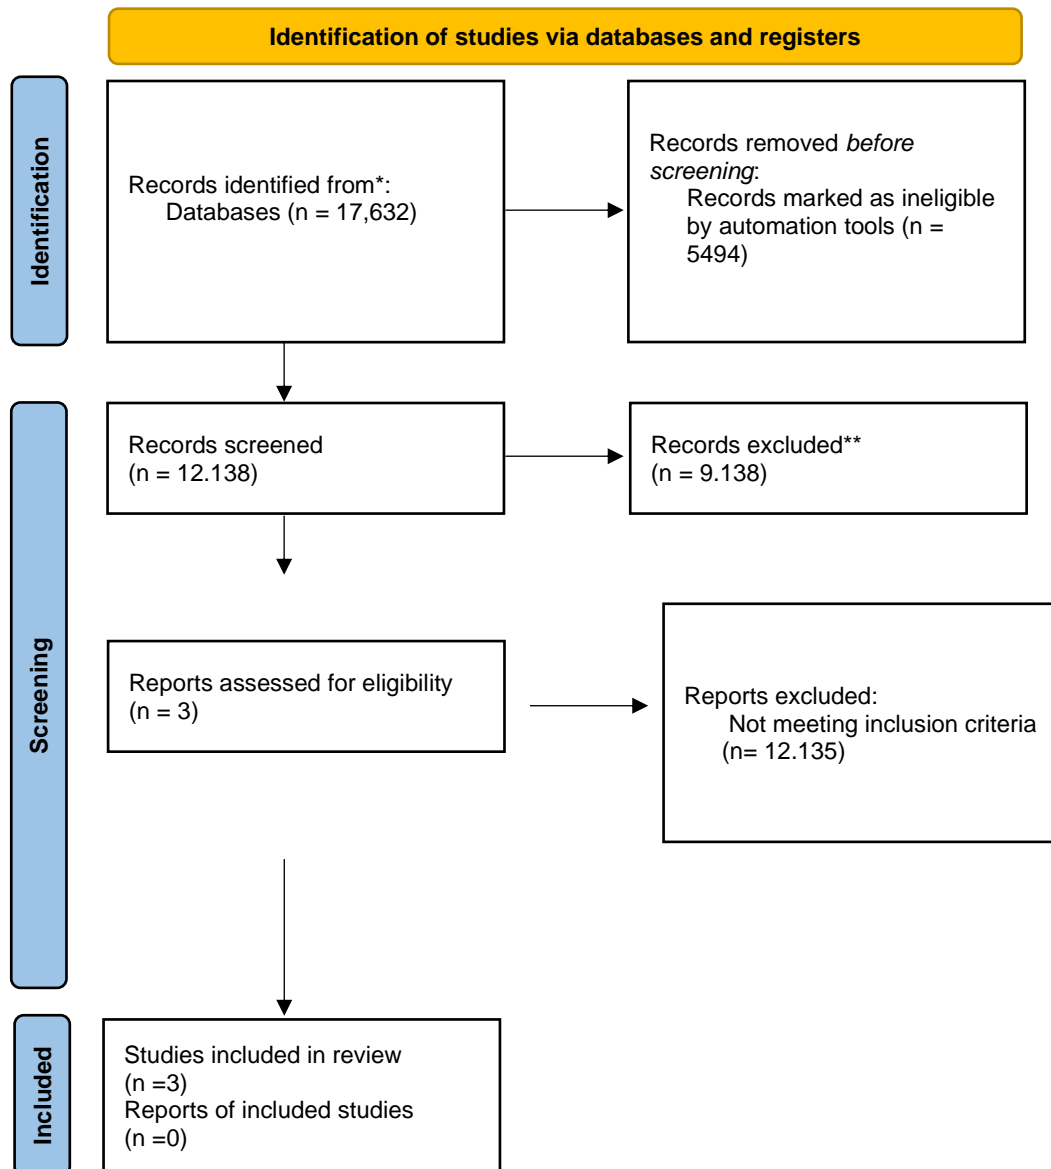 Identification of studies via databases and registers
Identification
Records identified from*:
Databases (n = 17,632)
Records removed before
screening:
Records marked as ineligible
by automation tools (n =
5494)
Screening
Records screened
(n = 12.138)
Records excluded**
(n = 9.138)
Reports assessed for eligibility
(n = 3)
Reports excluded:
Not meeting inclusion criteria
(n= 12.135)
Included
Studies included in review
(n =3)
Reports of included studies
(n =0)